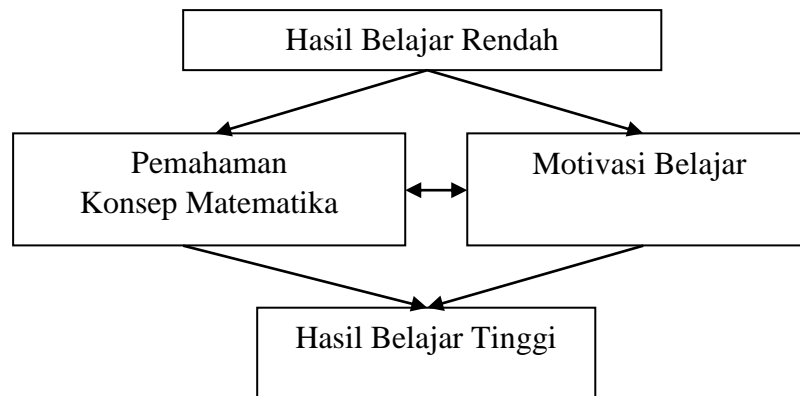 Hasil Belajar Rendah
Pemahaman
Konsep Matematika
Motivasi Belajar
Hasil Belajar Tinggi